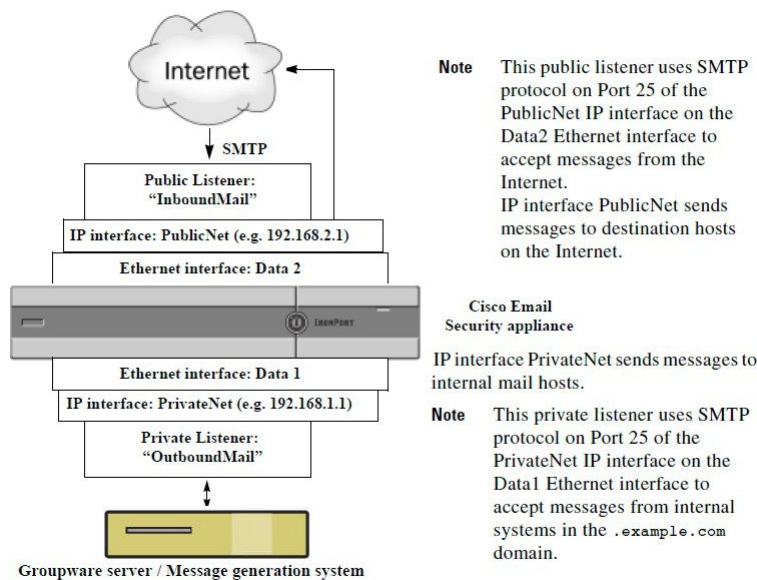 Internet
SMTP
Public Listener:
“InboundMail”
IP interface: PublicNet (e.g. 192.168.2.1)
Ethernet interface: Data 2
IRONPORT
Ethernet interface: Data 1
IP interface: PrivateNet (e.g. 192.168.1.1)
Private Listener:
“OutboundMail”
Groupware server / Message generation system
Note This public listener uses SMTP
protocol on Port 25 of the
PublicNet IP interface on the
Data2 Ethernet interface to
accept messages from the
Internet.
IP interface PublicNet sends
messages to destination hosts
on the Internet.
Cisco Email
Security appliance
IP interface PrivateNet sends messages to
internal mail hosts.
Note This private listener uses SMTP
protocol on Port 25 of the
PrivateNet IP interface on the
Data1 Ethernet interface to
accept messages from internal
systems in the .example.com
domain.